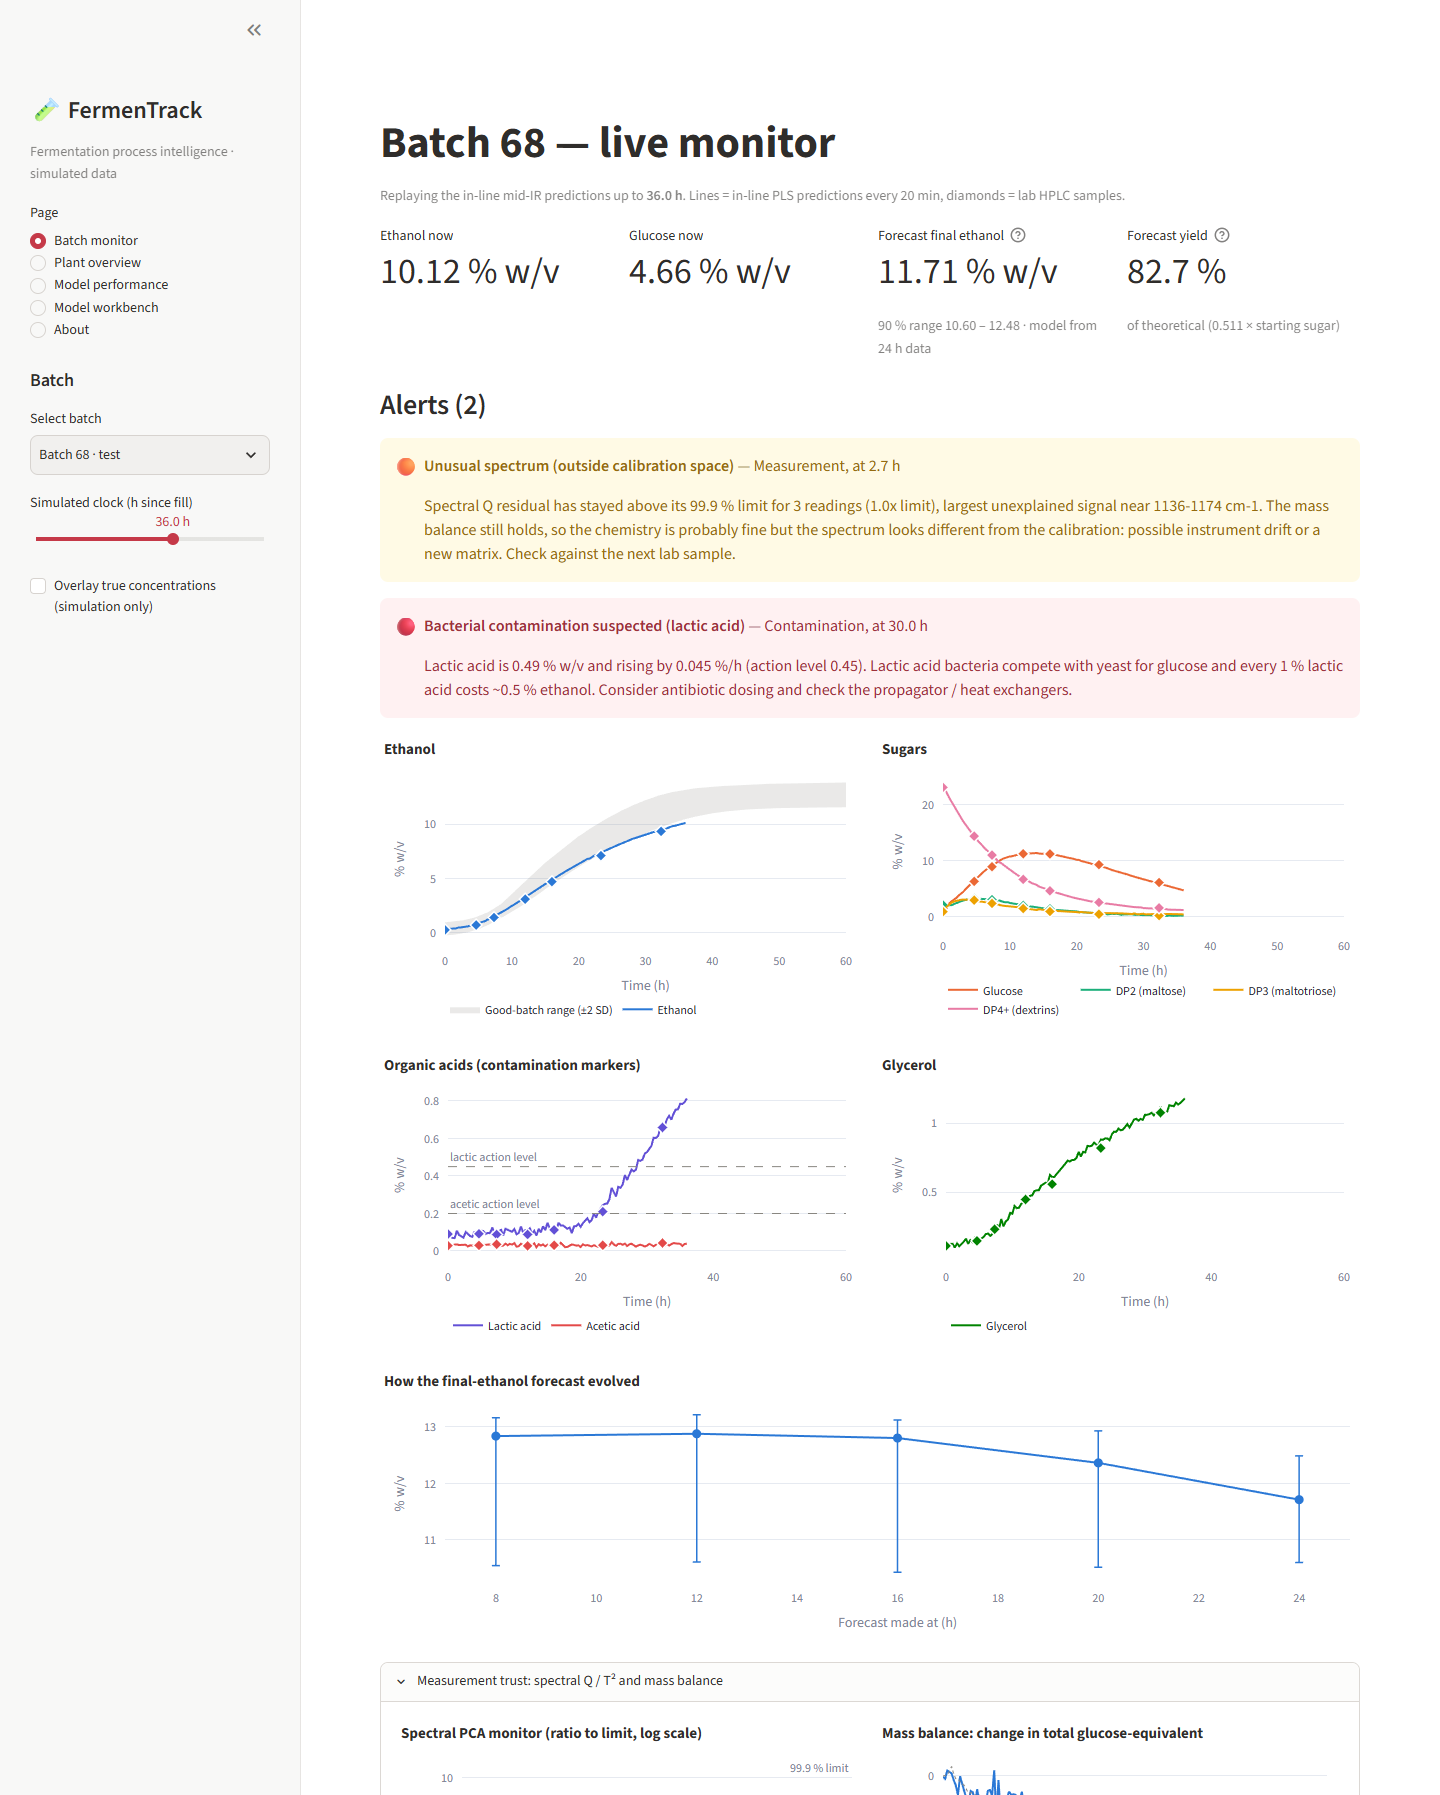 FermenTrack
Fermentation process intelligence ·
simulated data
Page
Batch monitor
Plant overview
Model performance
Model workbench
About
Batch
Select batch
Batch 68 · test
Simulated clock (h since fill)
36.0 h
Overlay true concentrations
(simulation only)
Batch 68 — live monitor
Replaying the in-line mid-IR predictions up to 36.0 h. Lines = in-line PLS predictions every 20 min, diamonds = lab HPLC samples.
Ethanol now
10.12 % w/v
Glucose now
4.66 % w/v
Forecast final ethanol
11.71 % w/v
90 % range 10.60 – 12.48 · model from
24 h data
Forecast yield
82.7 %
of theoretical (0.511 × starting sugar)
Alerts (2)
Unusual spectrum (outside calibration space) — Measurement, at 2.7 h
Spectral Q residual has stayed above its 99.9 % limit for 3 readings (1.0x limit), largest unexplained signal near 1136-1174 cm-1. The mass
balance still holds, so the chemistry is probably fine but the spectrum looks different from the calibration: possible instrument drift or a
new matrix. Check against the next lab sample.
Bacterial contamination suspected (lactic acid) — Contamination, at 30.0 h
Lactic acid is 0.49 % w/v and rising by 0.045 %/h (action level 0.45). Lactic acid bacteria compete with yeast for glucose and every 1 % lactic
acid costs ~0.5 % ethanol. Consider antibiotic dosing and check the propagator / heat exchangers.
Ethanol
% w/v
10
5
0
0 10 20 30 40 50 60
Time (h)
Good-batch range (±2 SD) Ethanol
Sugars
% w/v
20
10
0
0 10 20 30 40 50 60
Time (h)
Glucose DP2 (maltose) DP3 (maltotriose)
DP4+ (dextrins)
Organic acids (contamination markers)
% w/v
0.8
0.6
lactic action level
0.4
acetic action level
0.2
0
0 20 40 60
Time (h)
Lactic acid Acetic acid
Glycerol
% w/v
1
0.5
0 20 40 60
Time (h)
Glycerol
How the final-ethanol forecast evolved
% w/v
13
12
11
8 10 12 14 16 18 20 22 24
Forecast made at (h)
Measurement trust: spectral Q / T² and mass balance
Spectral PCA monitor (ratio to limit, log scale)
99.9 % limit
10
Mass balance: change in total glucose-equivalent
0